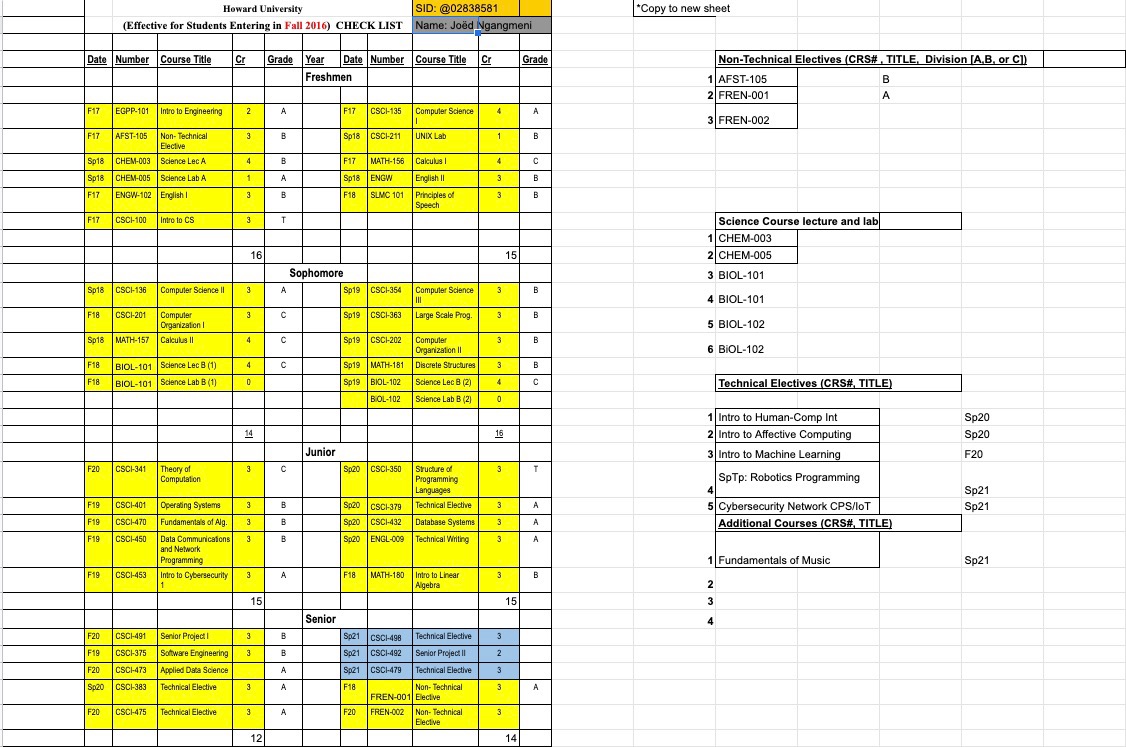 Howard University SID: @02838581 *Copy to new sheet
(Effective for Students Entering in Fall 2016) CHECK LIST Name: Joëd Ngangmeni
Date Number Course Title Cr Grade Year Date Number Course Title Cr Grade
Freshmen
F17 EGPP-101 Intro to Engineering 2 A F17 CSCI-135 Computer Science I 4 A
F17 AFST-105 Non- Technical Elective 3 B Sp18 CSCI-211 UNIX Lab 1 B
Sp18 CHEM-003 Science Lec A 4 B F17 MATH-156 Calculus I 4 C
Sp18 CHEM-005 Science Lab A 1 A Sp18 ENGW English II 3 B
F17 ENGW-102 English I 3 B F18 SLMC 101 Principles of Speech 3 B
F17 CSCI-100 Intro to CS 3 T
16 15
Sophomore
Sp18 CSCI-136 Computer Science II 3 A Sp19 CSCI-354 Computer Science III 3 B
F18 CSCI-201 Computer Organization I 3 C Sp19 CSCI-363 Large Scale Prog. 3 B
Sp18 MATH-157 Calculus II 4 C Sp19 CSCI-202 Computer Organization II 3 B
F18 BIOL-101 Science Lec B (1) 4 C Sp19 MATH-181 Discrete Structures 3 B
F18 BIOL-101 Science Lab B (1) 0 Sp19 BIOL-102 Science Lec B (2) 4 C
BiOL-102 Science Lab B (2) 0
14 16
Junior
F20 CSCI-341 Theory of Computation 3 C Sp20 CSCI-350 Structure of Programming Languages 3 T
F19 CSCI-401 Operating Systems 3 B Sp20 CSCI-379 Technical Elective 3 A
F19 CSCI-470 Fundamentals of Alg. 3 B Sp20 CSCI-432 Database Systems 3 A
F19 CSCI-450 Data Communications and Network Programming 3 B Sp20 ENGL-009 Technical Writing 3 A
F19 CSCI-453 Intro to Cybersecurity 1 3 A F18 MATH-180 Intro to Linear Algebra 3 B
15 15
Senior
F20 CSCI-491 Senior Project I 3 B Sp21 CSCI-498 Technical Elective 3
F19 CSCI-375 Software Engineering 3 B Sp21 CSCI-492 Senior Project II 2
F20 CSCI-473 Applied Data Science A Sp21 CSCI-479 Technical Elective 3
Sp20 CSCI-383 Technical Elective 3 A F18 FREN-001 Non- Technical Elective 3 A
F20 CSCI-475 Technical Elective 3 A F20 FREN-002 Non- Technical Elective 3
12 14
Non-Technical Electives (CRS# , TITLE, Division [A,B, or C])
1 AFST-105 B
2 FREN-001 A
3 FREN-002
Science Course lecture and lab
1 CHEM-003
2 CHEM-005
3 BIOL-101
4 BIOL-101
5 BIOL-102
6 BiOL-102
Technical Electives (CRS#, TITLE)
1 Intro to Human-Comp Int Sp20
2 Intro to Affective Computing Sp20
3 Intro to Machine Learning F20
4 SpTp: Robotics Programming Sp21
5 Cybersecurity Network CPS/IoT Sp21
Additional Courses (CRS#, TITLE)
1 Fundamentals of Music Sp21
2
3
4